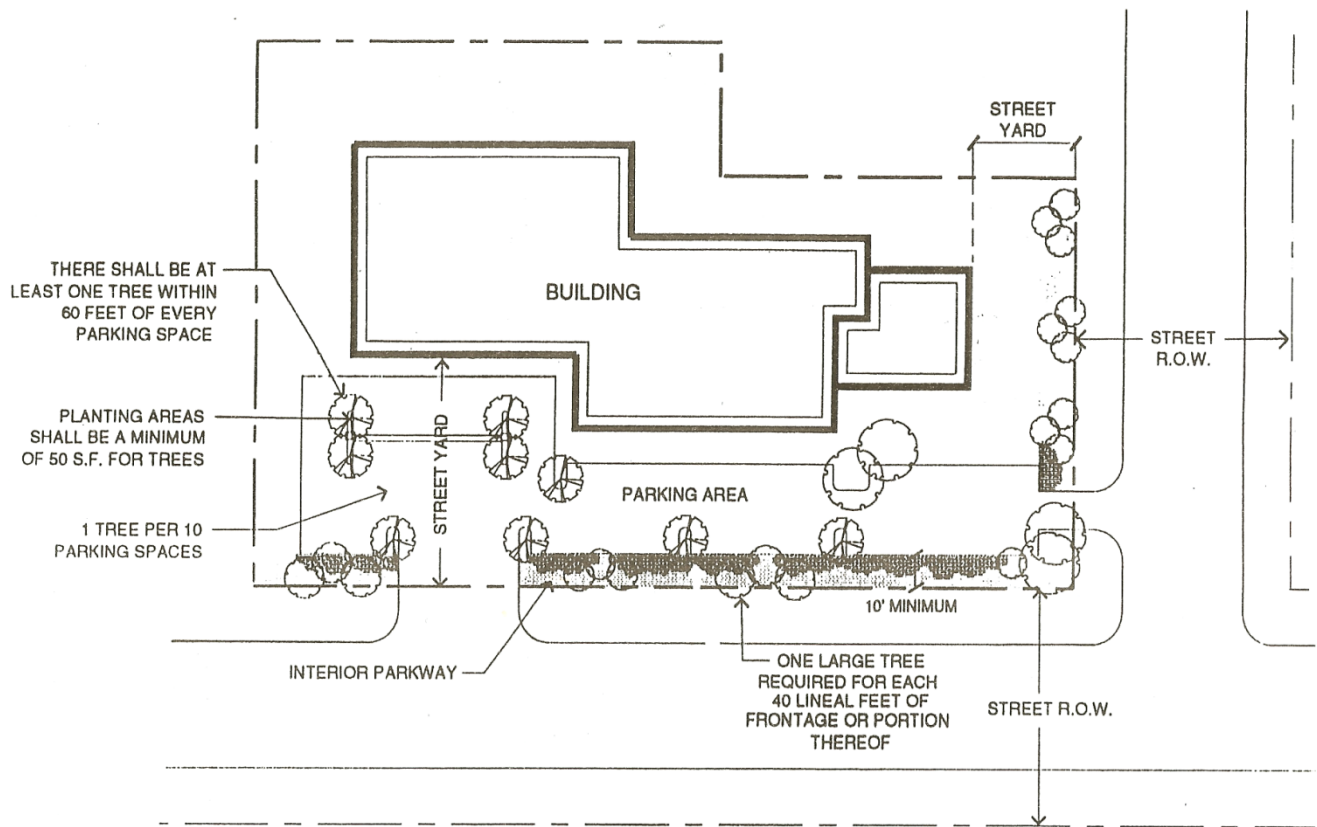 STREET
YARD
THERE SHALL BE AT
LEAST ONE TREE WITHIN
60 FEET OF EVERY
PARKING SPACE
BUILDING
STREET
R.O.W.
PLANTING AREAS
SHALL BE A MINIMUM
OF 50 S.F. FOR TREES
STREET YARD
PARKING AREA
1 TREE PER 10
PARKING SPACES
10' MINIMUM
INTERIOR PARKWAY
ONE LARGE TREE
REQUIRED FOR EACH
40 LINEAL FEET OF
FRONTAGE OR PORTION
THEREOF
STREET R.O.W.